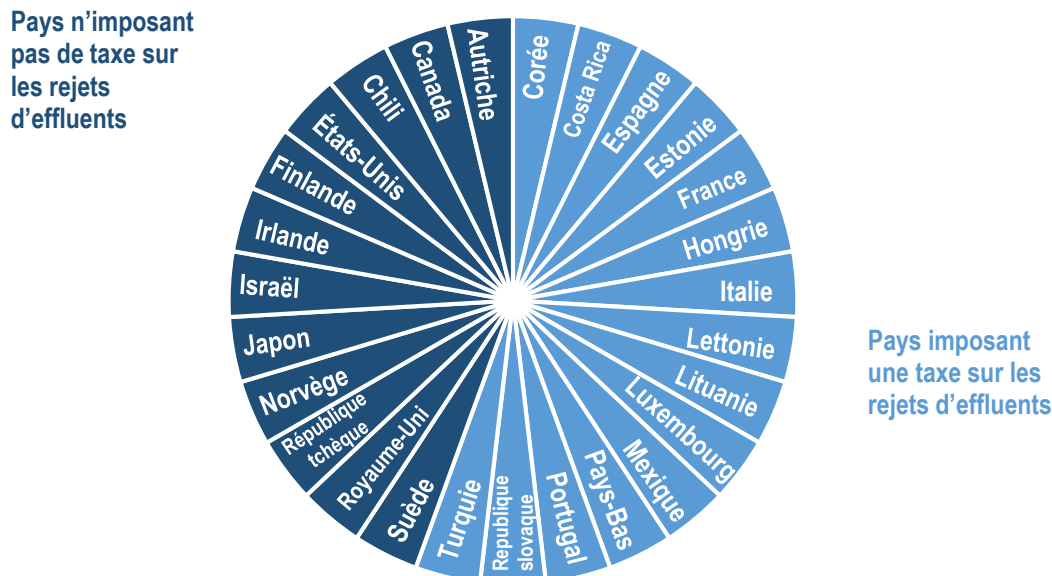 Pays n’imposant
pas de taxe sur
les rejets
d’effluents
Corée
Costa Rica
Espagne
Estonie
France
Hongrie
Italie
Lettonie
Lituanie
Luxembourg
Mexique
Pays-Bas
Portugal
Republique
slovaque
Turquie
Suède
Royaume-Uni
République
tchèque
Norvège
Japon
Israël
Irlande
Finlande
États-Unis
Chili
Canada
Autriche
Pays imposant
une taxe sur les
rejets d’effluents